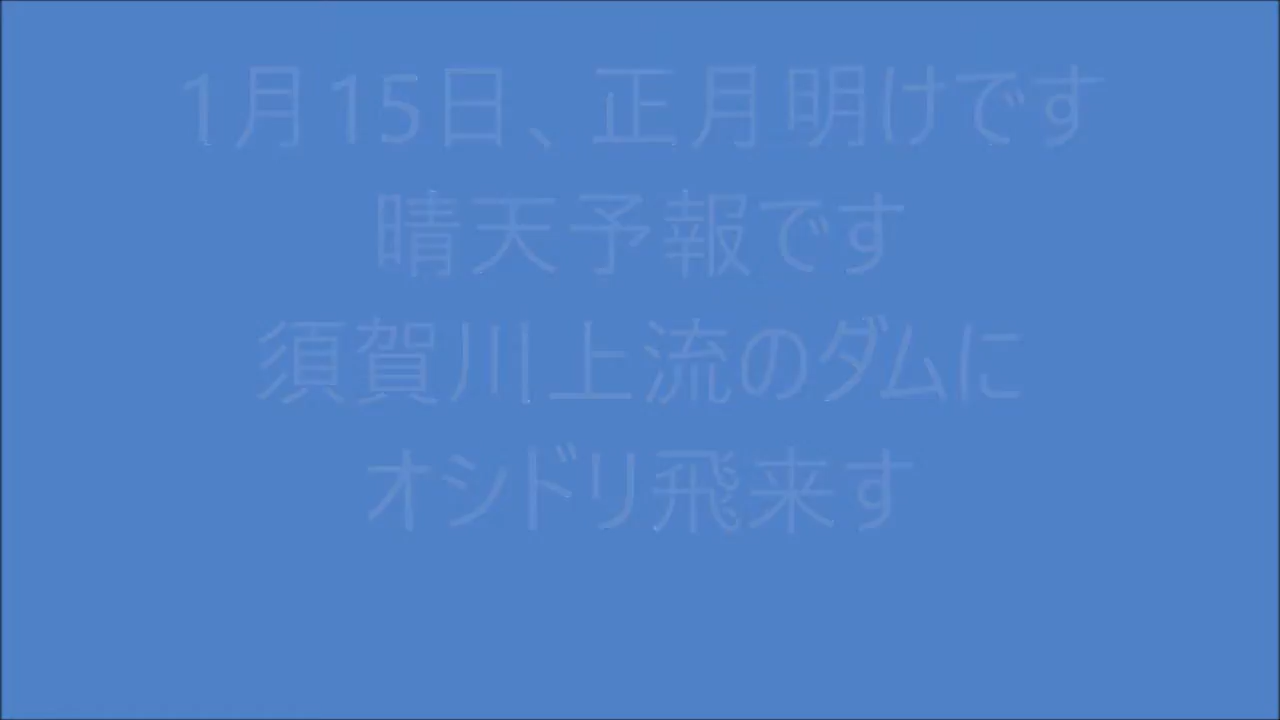 1月15日、正月明けです
晴天予報です
須賀川上流のダムに
オシドリ飛来す